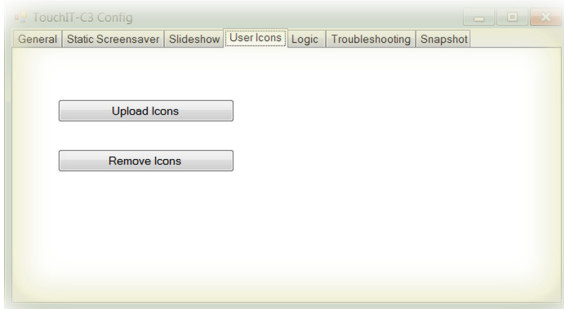 TouchIT-C3 Config
General Static Screensaver Slideshow User Icons Logic Troubleshooting Snapshot
Upload Icons
Remove Icons